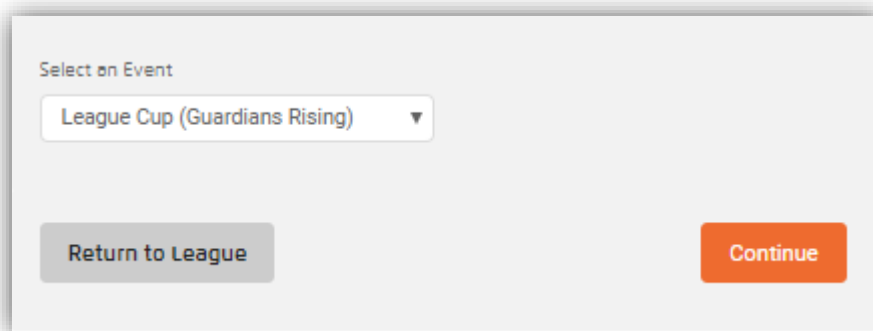 Select an Event
League Cup (Guardians Rising)
Return to League
Continue